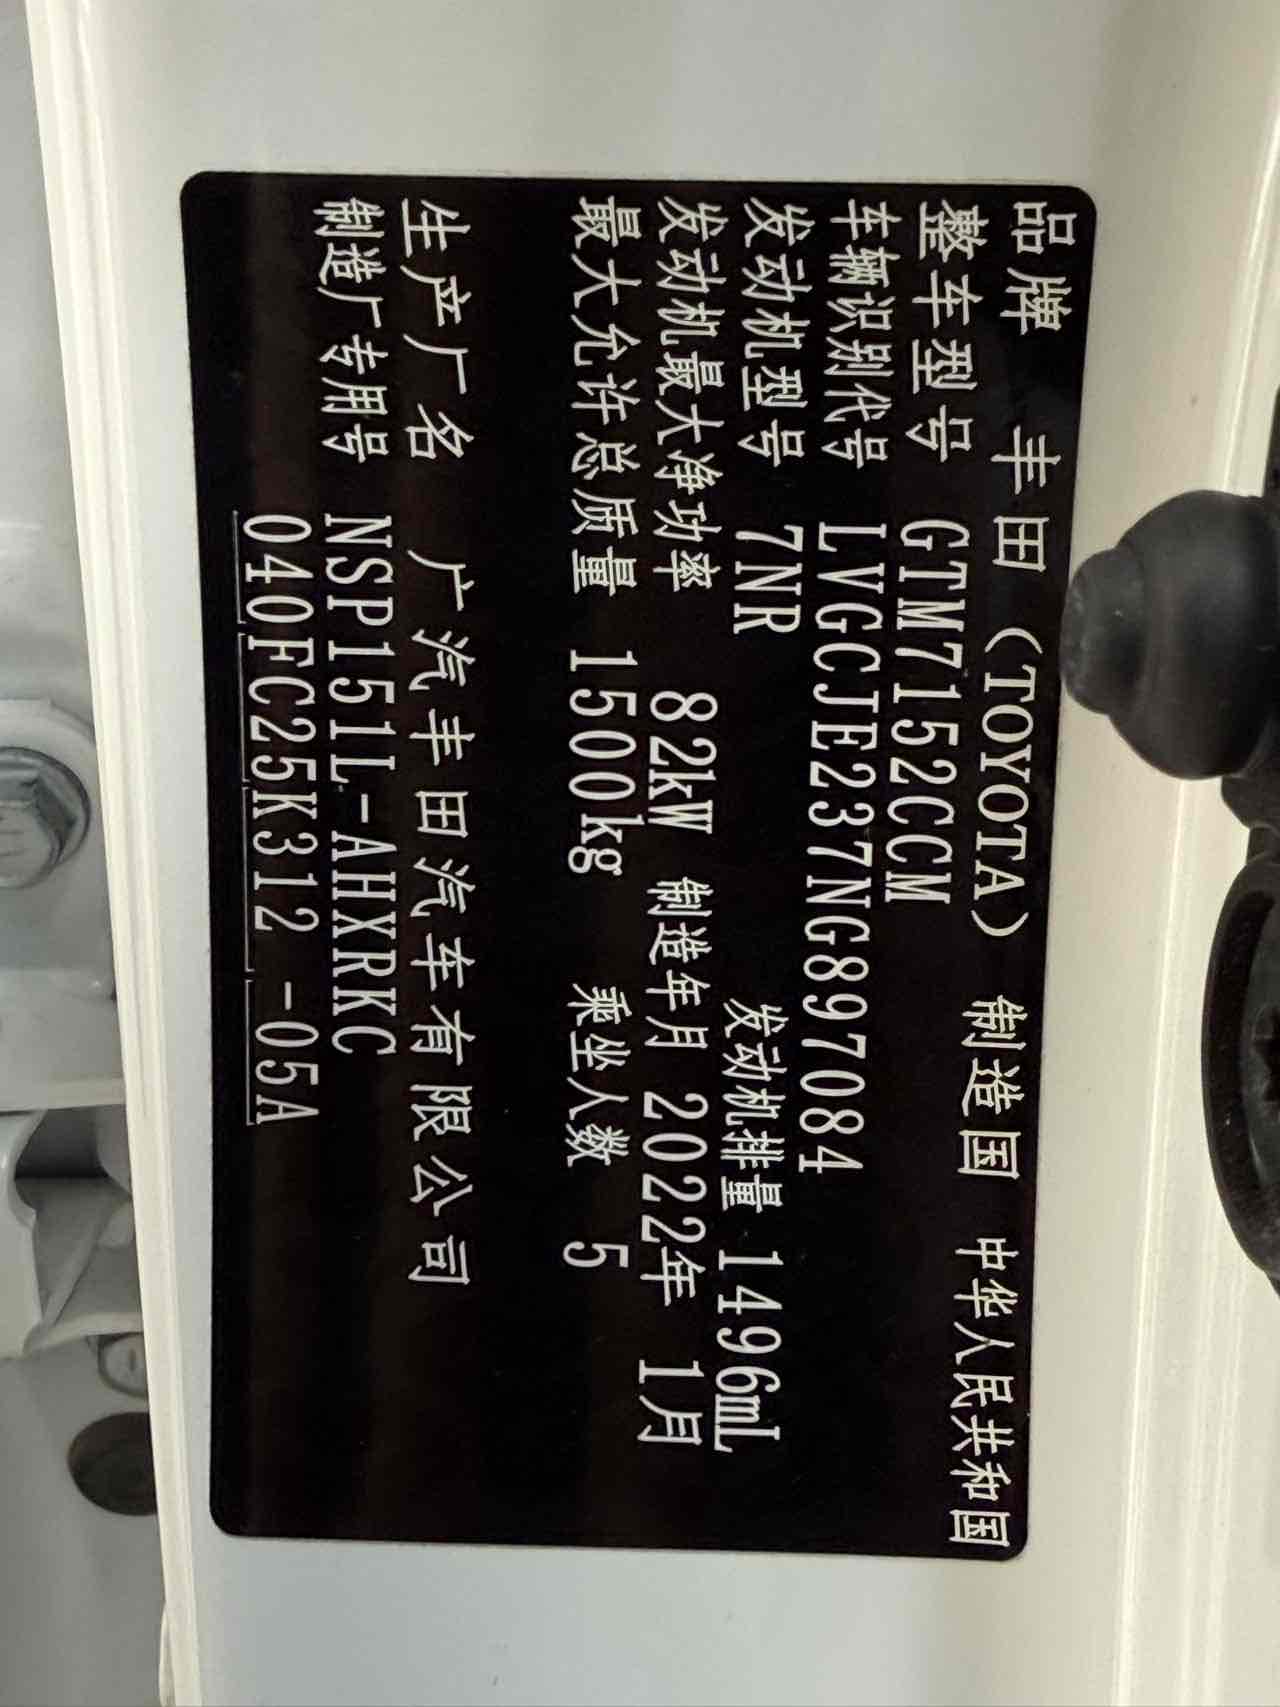 品牌 丰田（TOYOTA） 制造国 中华人民共和国
整车型号 GTM7152CCM
车辆识别代号 LVGCJE237NG897084
发动机型号 7NR 发动机排量 1496mL
发动机最大净功率 82kW 制造年月 2022年 1月
最大允许总质量 1500kg 乘坐人数 5
生产厂名 广汽丰田汽车有限公司
制造厂专用号 NSP151L-AHXRKC
040FC25K312 -05A